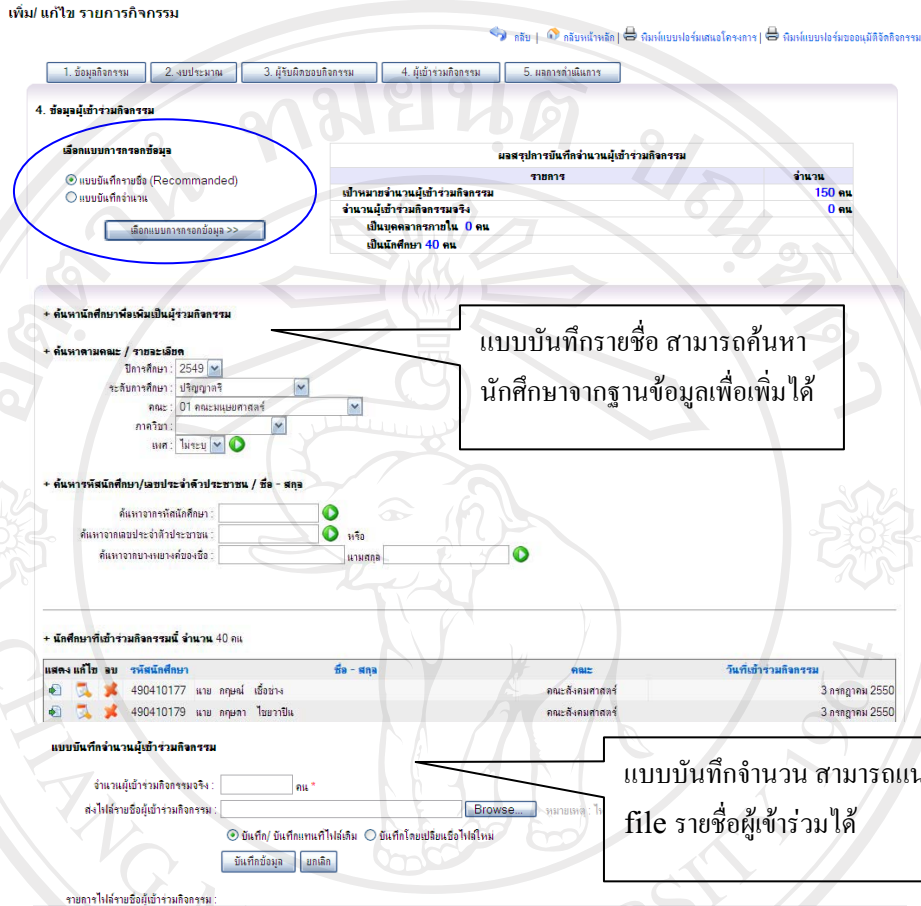 เพิ่ม/ แก้ไข รายการกิจกรรม
กลับ | กลับหน้าหลัก | พิมพ์แบบฟอร์มเสนอโครงการ | พิมพ์แบบฟอร์มขออนุมัติจัดกิจกรรม
1. ข้อมูลกิจกรรม 2. งบประมาณ 3. ผู้รับผิดชอบกิจกรรม 4. ผู้เข้าร่วมกิจกรรม 5. ผลการดำเนินการ
4. ข้อมูลผู้เข้าร่วมกิจกรรม
เลือกแบบการกรอกข้อมูล
แบบบันทึกรายชื่อ (Recommanded)
แบบบันทึกจำนวน
เลือกแบบการกรอกข้อมูล >>
ผลสรุปการบันทึกจำนวนผู้เข้าร่วมกิจกรรม
รายการ จำนวน
เป้าหมายจำนวนผู้เข้าร่วมกิจกรรม 150 คน
จำนวนผู้เข้าร่วมกิจกรรมจริง 0 คน
เป็นบุคคลากรภายใน 0 คน
เป็นนักศึกษา 40 คน
+ ค้นหานักศึกษาเพื่อเพิ่มเป็นผู้ร่วมกิจกรรม
แบบบันทึกรายชื่อ สามารถค้นหา
นักศึกษาจากฐานข้อมูลเพื่อเพิ่มได้
+ ค้นหาตามคณะ / รายละเอียด
ปีการศึกษา : 2549
ระดับการศึกษา : ปริญญาตรี
คณะ : 01 คณะมนุษยศาสตร์
ภาควิชา :
เพศ : ไม่ระบุ
+ ค้นหารหัสนักศึกษา/เลขประจำตัวประชาชน / ชื่อ - สกุล
ค้นหาจากรหัสนักศึกษา :
ค้นหาจากเลขประจำตัวประชาชน : หรือ
ค้นหาจากบางพยางค์ของชื่อ : นามสกุล
+ นักศึกษาที่เข้าร่วมกิจกรรมนี้ จำนวน 40 คน
แสดง แก้ไข ลบ รหัสนักศึกษา ชื่อ - สกุล คณะ วันที่เข้าร่วมกิจกรรม
490410177 นาย กฤษณ์ เชื้อช่าง คณะสังคมศาสตร์ 3 กรกฎาคม 2550
490410179 นาย กฤษดา ไชยาวาปิน คณะสังคมศาสตร์ 3 กรกฎาคม 2550
แบบบันทึกจำนวนผู้เข้าร่วมกิจกรรม
จำนวนผู้เข้าร่วมกิจกรรมจริง : คน *
ส่งไฟล์รายชื่อผู้เข้าร่วมกิจกรรม : Browse... หมายเหตุ :
บันทึก/ บันทึกแทนที่ไฟล์เดิม บันทึกโดยเปลี่ยนชื่อไฟล์ใหม่
บันทึกข้อมูล ยกเลิก
แบบบันทึกจำนวน สามารถแน
file รายชื่อผู้เข้าร่วมได้
รายการไฟล์รายชื่อผู้เข้าร่วมกิจกรรม :